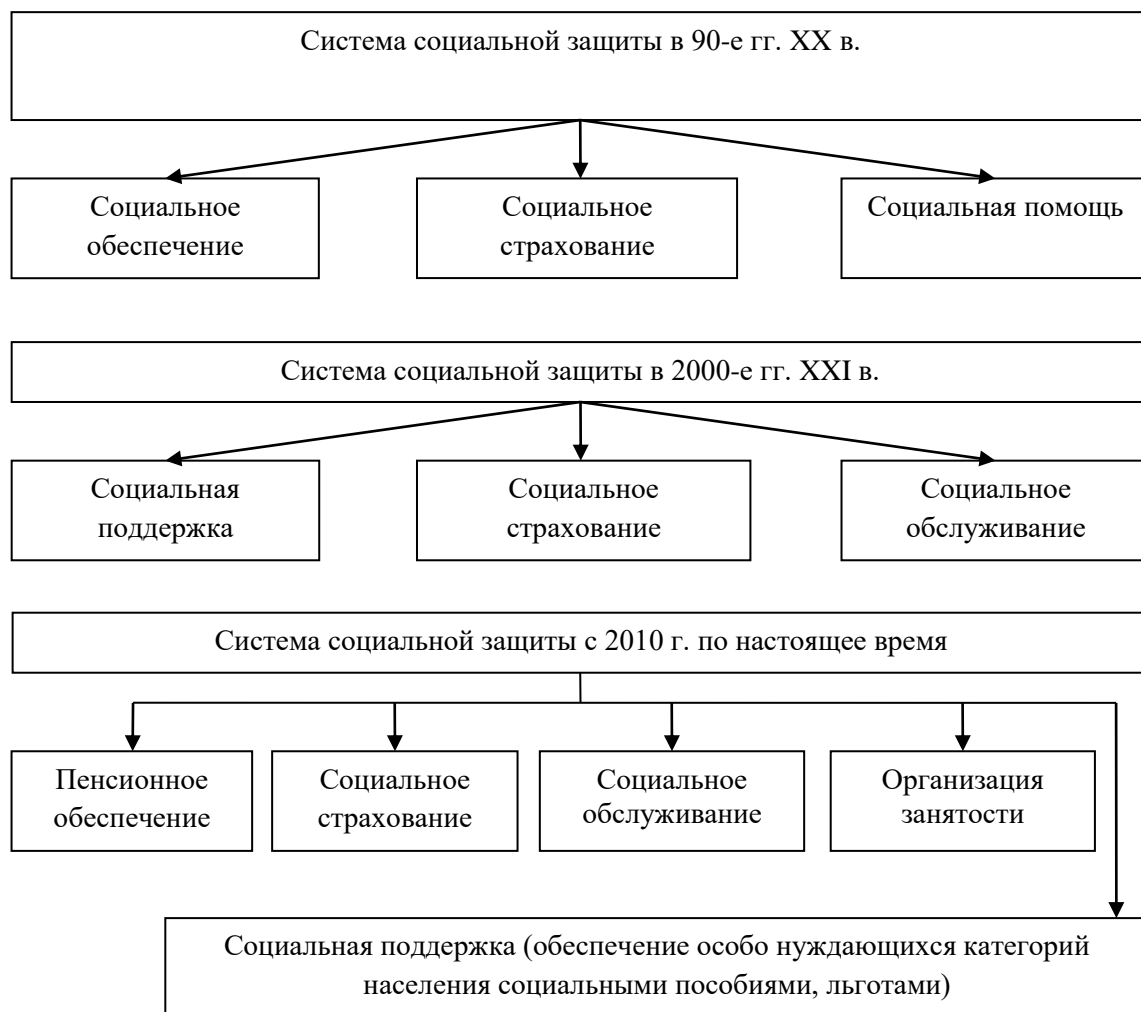 Система социальной защиты в 90-е гг. XX в.
Социальное
обеспечение
Социальное
страхование
Социальная помощь
Система социальной защиты в 2000-е гг. XXI в.
Социальная
поддержка
Социальное
страхование
Социальное
обслуживание
Система социальной защиты с 2010 г. по настоящее время
Пенсионное
обеспечение
Социальное
страхование
Социальное
обслуживание
Организация
занятости
Социальная поддержка (обеспечение особо нуждающихся категорий
населения социальными пособиями, льготами)